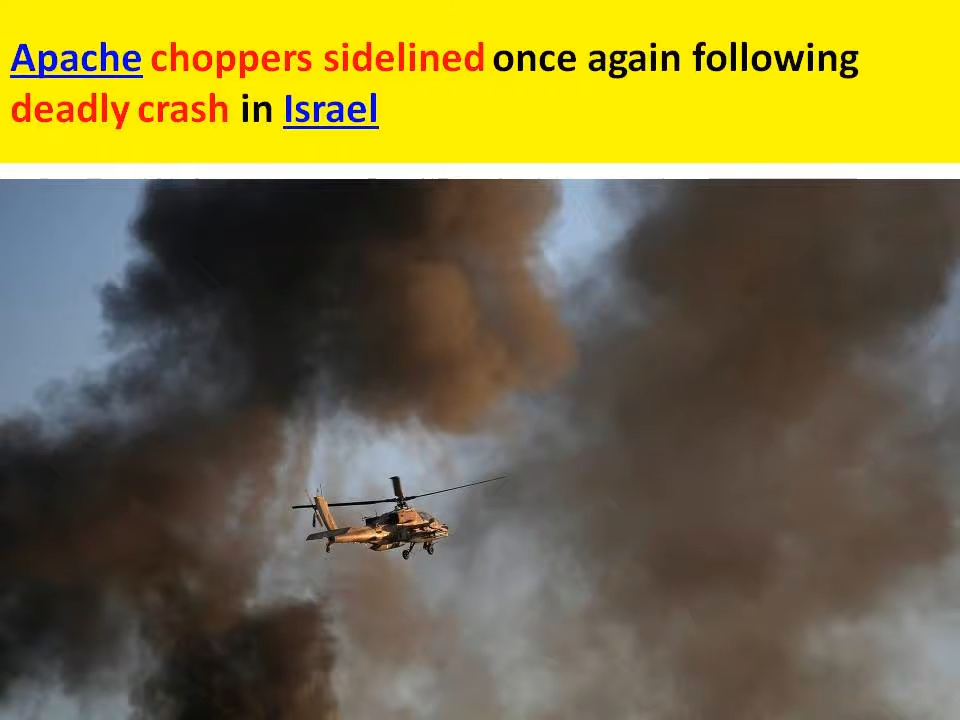 Apache choppers sidelined once again following
deadly crash in Israel